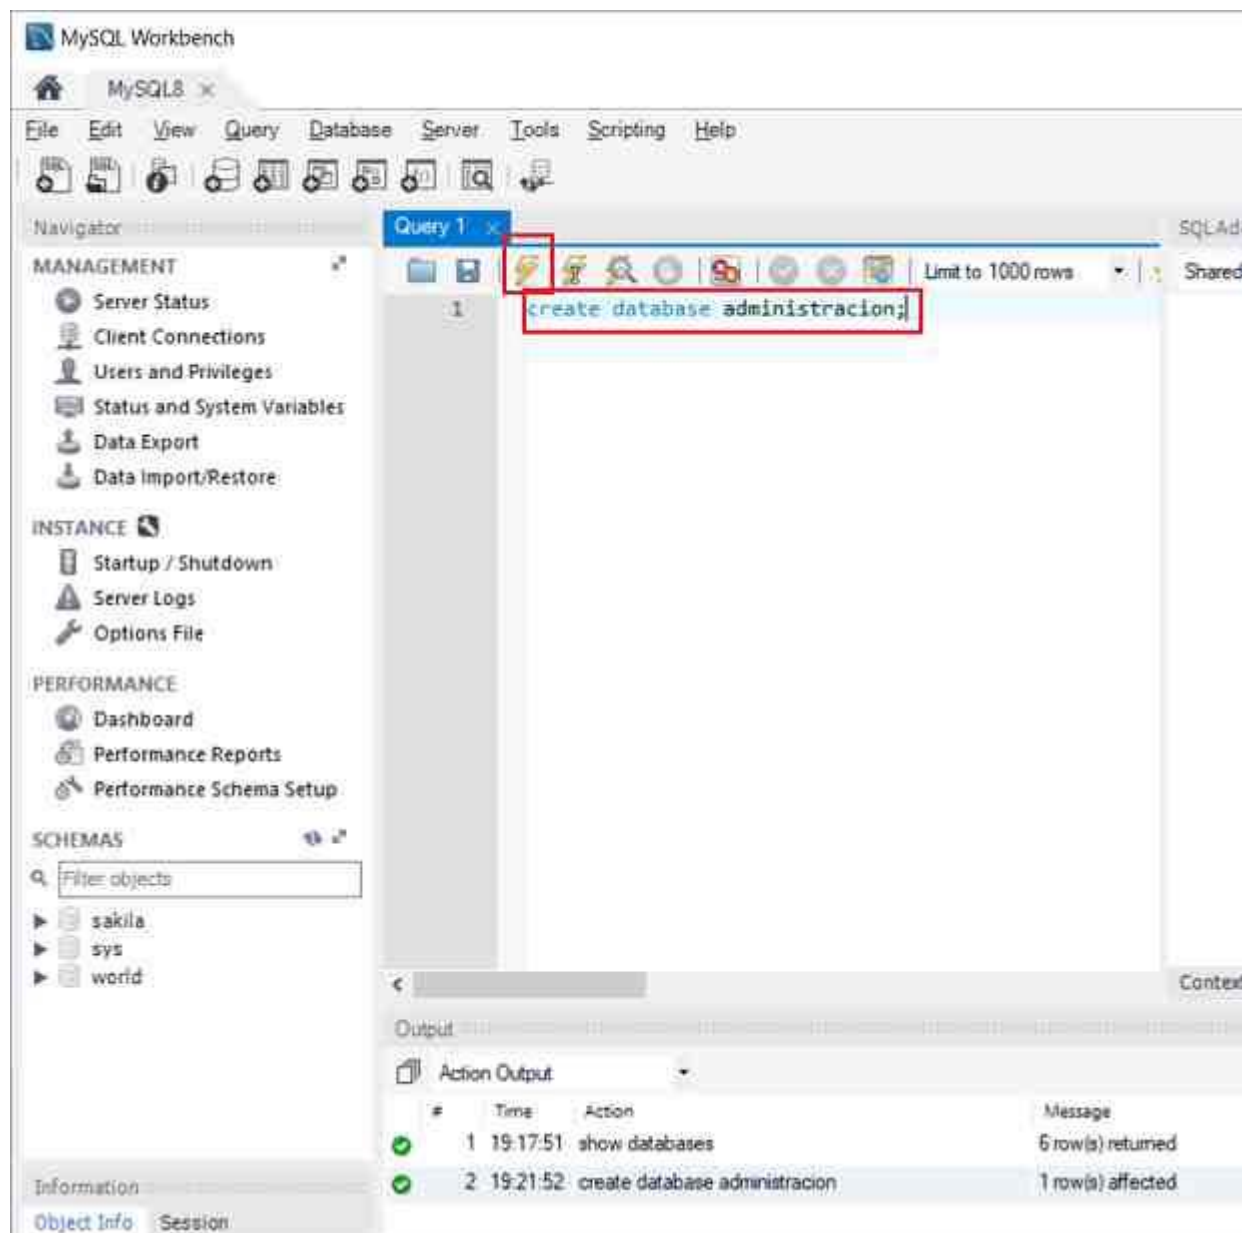 MySQL Workbench
MySQL8
File Edit View Query Database Server Tools Scripting Help
Navigator
MANAGEMENT
Server Status
Client Connections
Users and Privileges
Status and System Variables
Data Export
Data Import/Restore
INSTANCE
Startup / Shutdown
Server Logs
Options File
PERFORMANCE
Dashboard
Performance Reports
Performance Schema Setup
SCHEMAS
Filter objects
sakila
sys
world
Information
Object Info Session
Query 1
Limit to 1000 rows
1 create database administracion;
SQLAd
Shared
Context
Output
Action Output
# Time Action Message
1 19:17:51 show databases 6 row(s) returned
2 19:21:52 create database administracion 1 row(s) affected